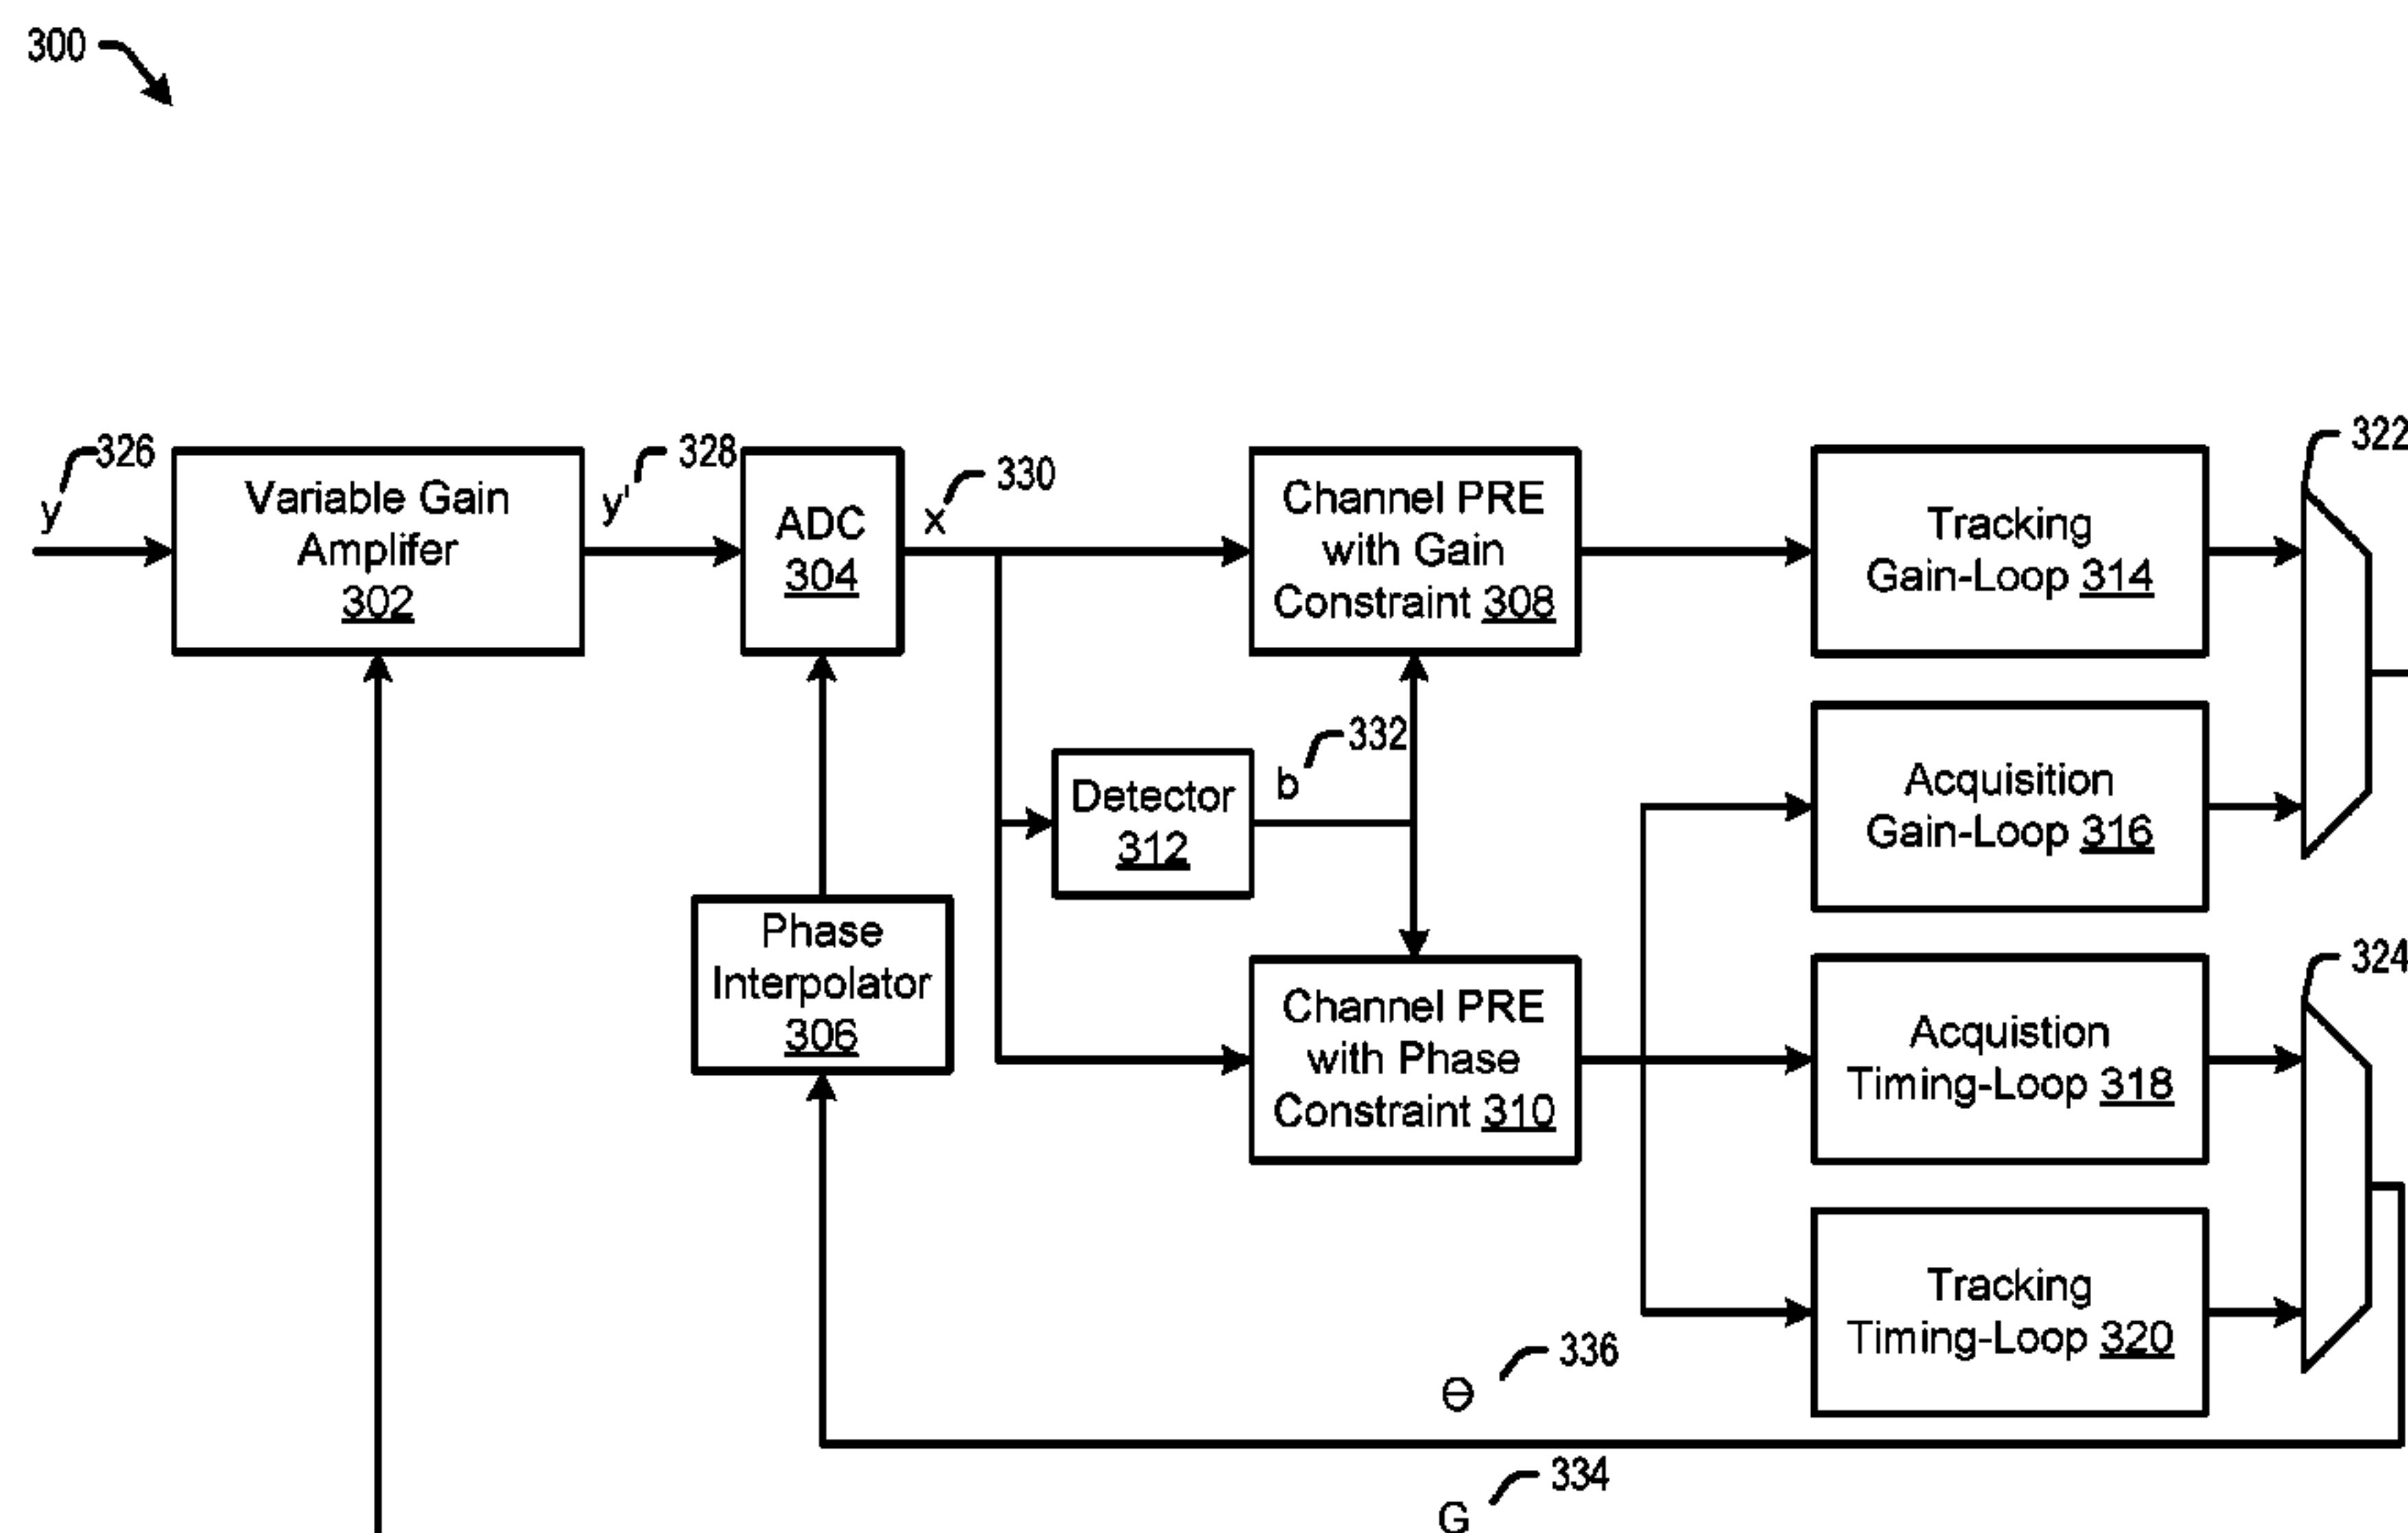 300
326
y
Variable Gain
Amplifer
302
y'
328
ADC
304
x
330
Channel PRE
with Gain
Constraint 308
Tracking
Gain-Loop 314
322
Detector
312
b
332
Acquisition
Gain-Loop 316
Phase
Interpolator
306
Channel PRE
with Phase
Constraint 310
Acquistion
Timing-Loop 318
324
Tracking
Timing-Loop 320
Θ
336
G
334